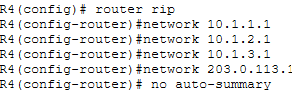 R4(config)# router rip
R4(config-router)#network 10.1.1.1
R4(config-router)#network 10.1.2.1
R4(config-router)#network 10.1.3.1
R4(config-router)#network 203.0.113.1
R4(config-router)# no auto-summary